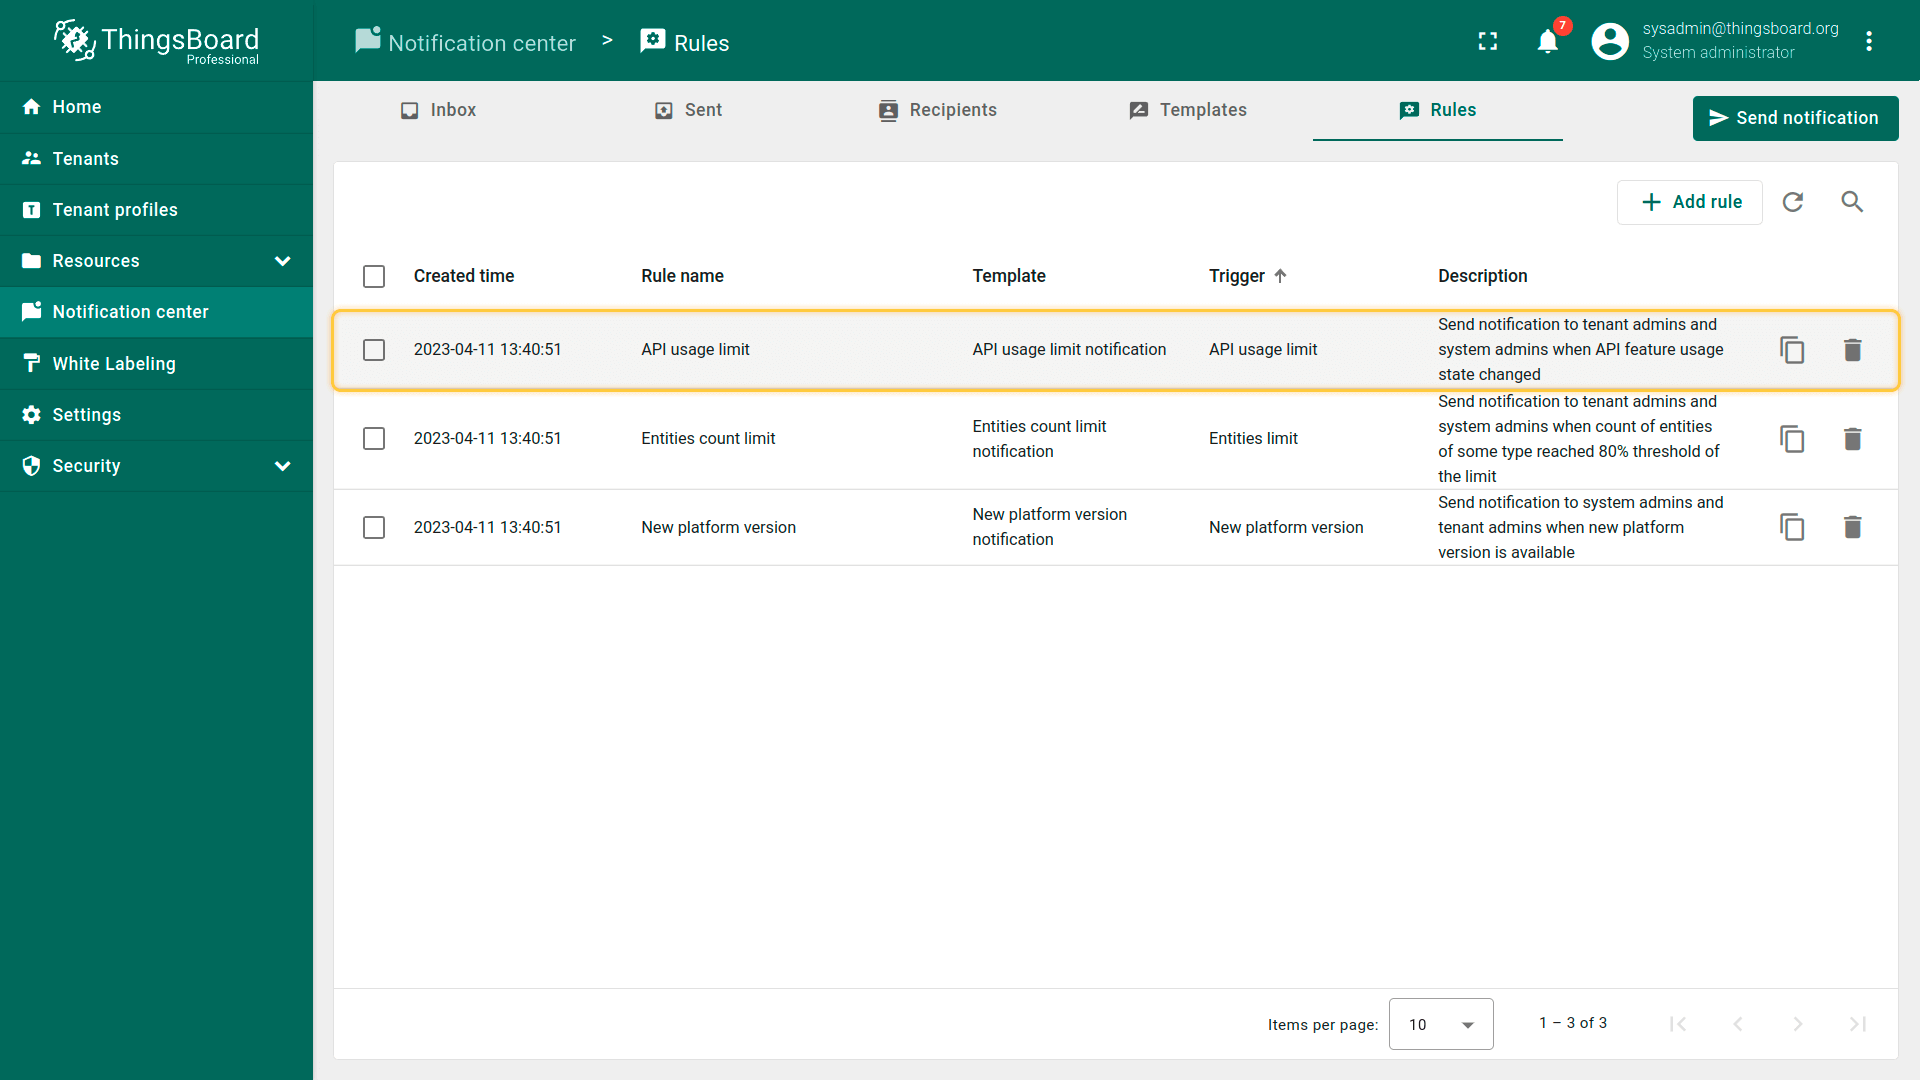 ThingsBoard
Professional
Notification center > Rules
7
sysadmin@thingsboard.org
System administrator
Home
Tenants
Tenant profiles
Resources
Notification center
White Labeling
Settings
Security
Inbox
Sent
Recipients
Templates
Rules
Send notification
Add rule
Created time Rule name Template Trigger Description
2023-04-11 13:40:51 API usage limit API usage limit notification API usage limit
Send notification to tenant admins and
system admins when API feature usage
state changed
2023-04-11 13:40:51 Entities count limit
Entities count limit
notification
Entities limit
Send notification to tenant admins and
system admins when count of entities
of some type reached 80% threshold of
the limit
2023-04-11 13:40:51 New platform version
New platform version
notification
New platform version
Send notification to system admins and
tenant admins when new platform
version is available
Items per page: 10 1 – 3 of 3